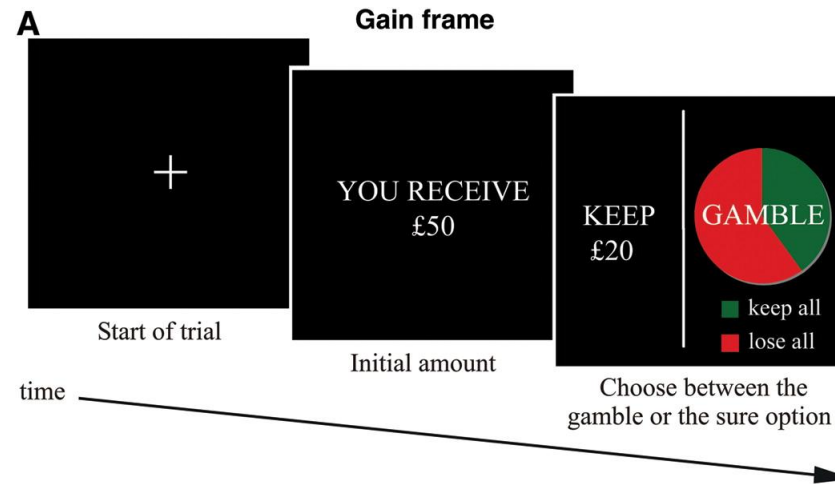 A
Gain frame
Start of trial
YOU RECEIVE
£50
Initial amount
KEEP
£20
GAMBLE
keep all
lose all
Choose between the
gamble or the sure option
time